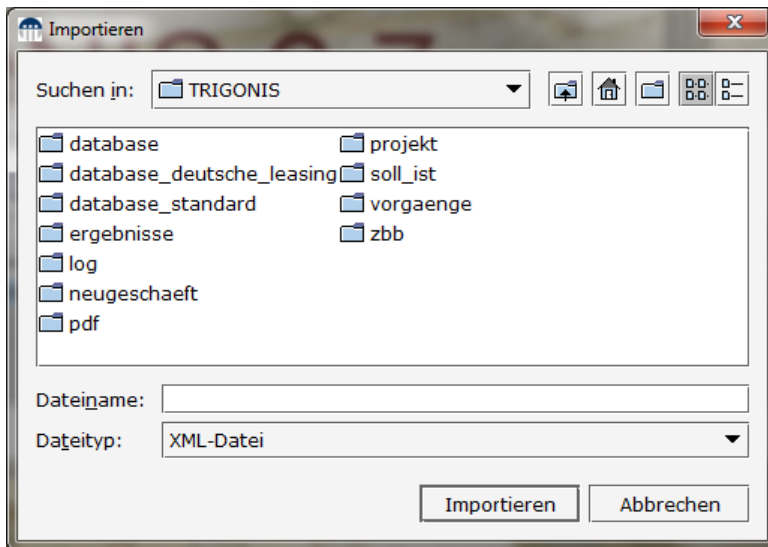 Importieren
Suchen in: TRIGONIS
database
database_deutsche_leasing
database_standard
ergebnisse
log
neugeschaeft
pdf
projekt
soll_ist
vorgaenge
zbb
Dateiname:
Dateityp: XML-Datei
Importieren Abbrechen